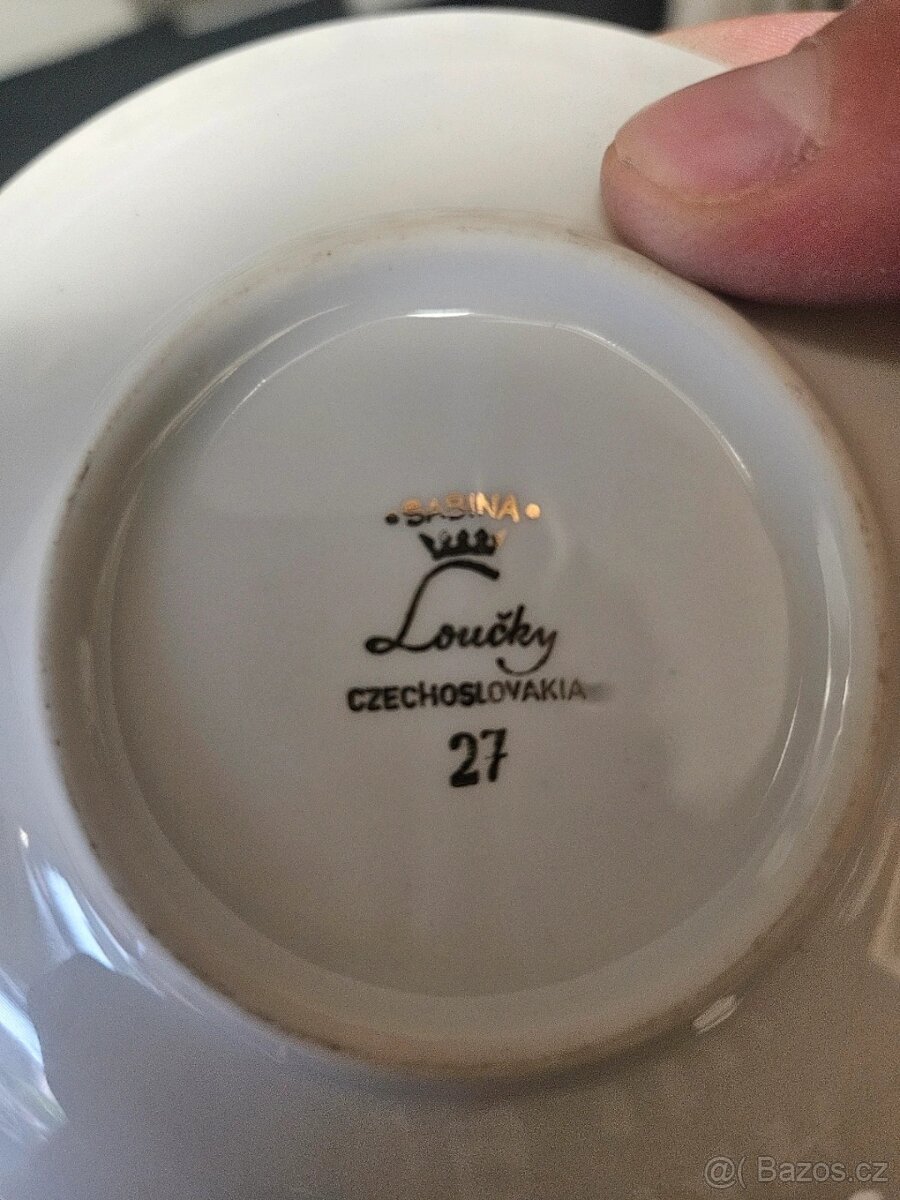 •SABINA•
Loučky
CZECHOSLOVAKIA
27
@( Bazos.cz